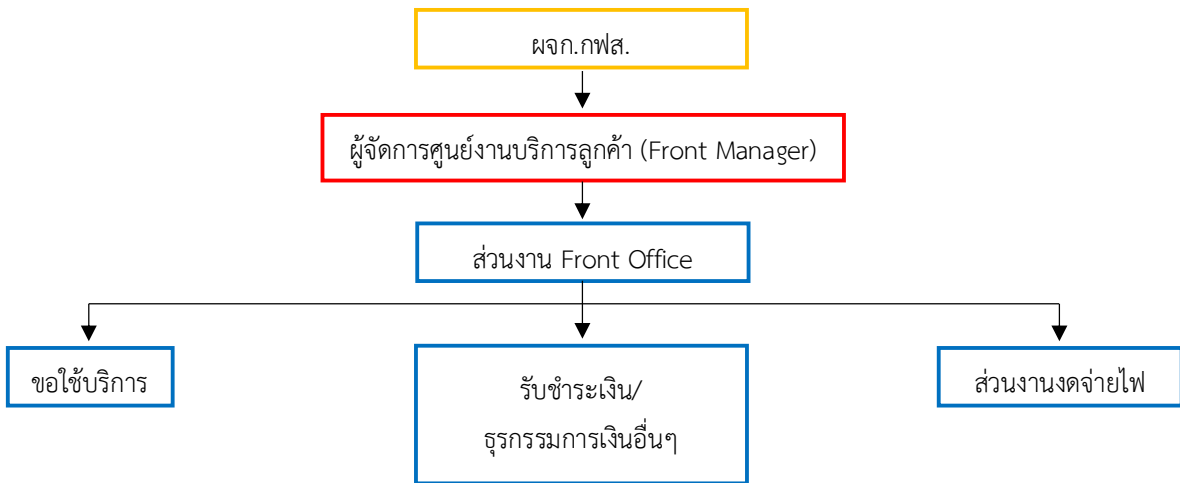 ผจก.กฟส.
ผู้จัดการศูนย์งานบริการลูกค้า (Front Manager)
ส่วนงาน Front Office
ขอใช้บริการ
รับชำระเงิน/
ธุรกรรมการเงินอื่นๆ
ส่วนงานงดจ่ายไฟ